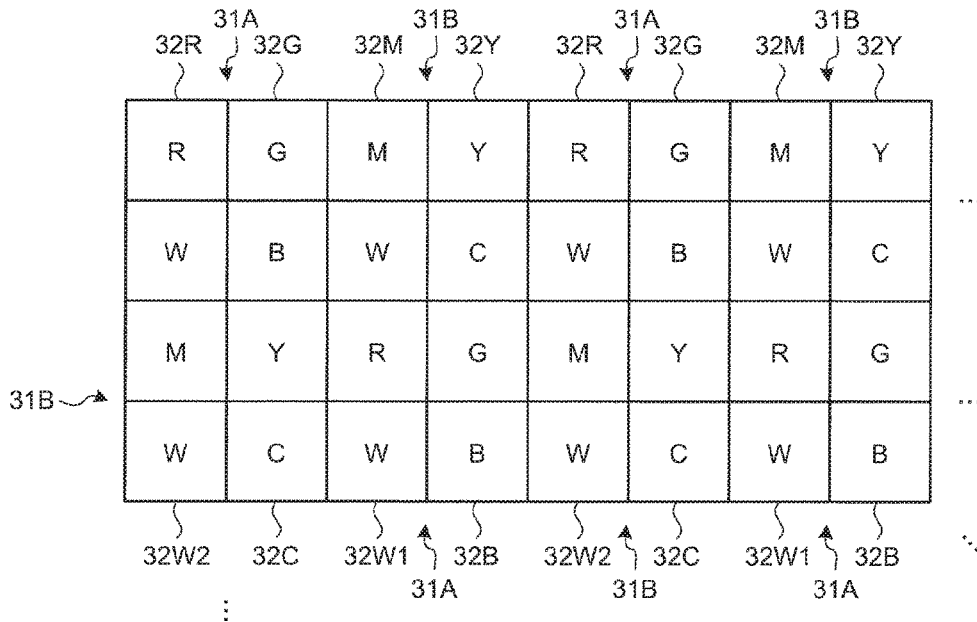 31A 31B 31A 31B
32R 32G 32M 32Y 32R 32G 32M 32Y
R G M Y R G M Y
W B W C W B W C
M Y R G M Y R G
31B
W C W B W C W B
32W2 32C 32W1 32B 32W2 32C 32W1 32B
31A 31B 31A